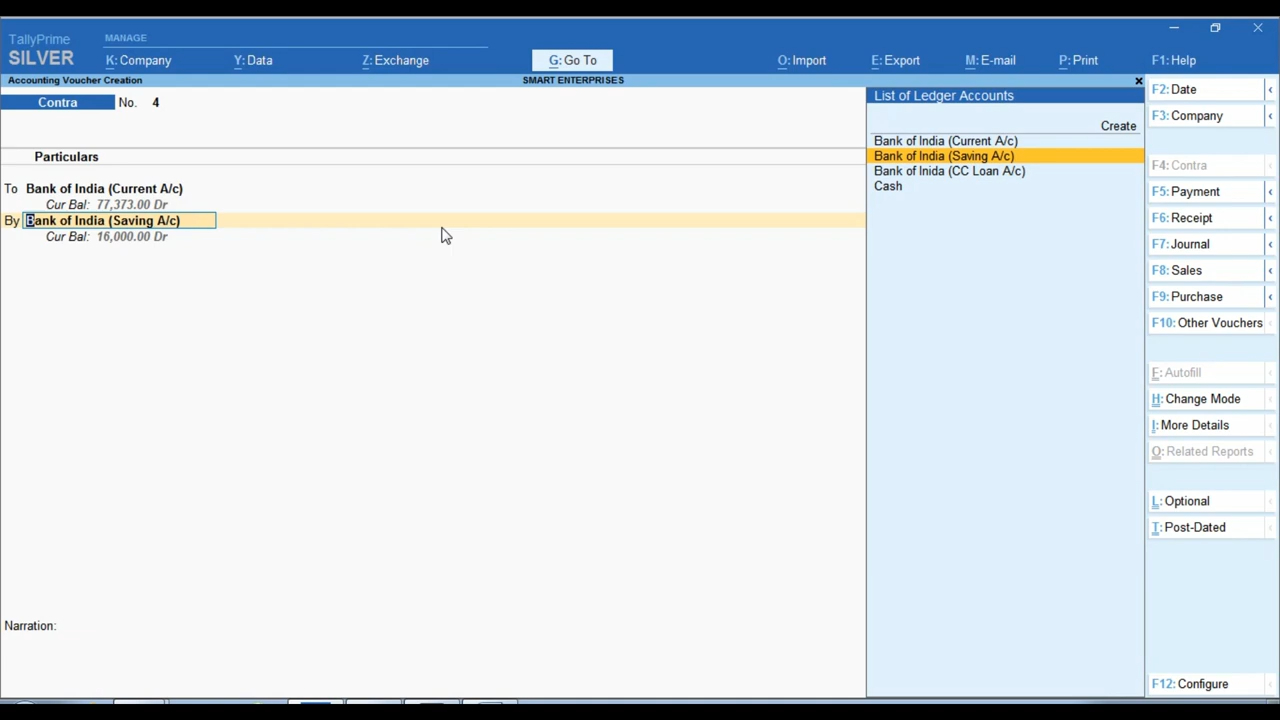 TallyPrime
SILVER
MANAGE
K: Company
Y: Data
Z: Exchange
G: Go To
O: Import
E: Export
M: E-mail
P: Print
F1: Help
Accounting Voucher Creation
SMART ENTERPRISES
Contra
No. 4
Particulars
To Bank of India (Current A/c)
Cur Bal: 77,373.00 Dr
By Bank of India (Saving A/c)
Cur Bal: 16,000.00 Dr
Narration:
List of Ledger Accounts
Create
Bank of India (Current A/c)
Bank of India (Saving A/c)
Bank of Inida (CC Loan A/c)
Cash
F2: Date
F3: Company
F4: Contra
F5: Payment
F6: Receipt
F7: Journal
F8: Sales
F9: Purchase
F10: Other Vouchers
E: Autofill
H: Change Mode
I: More Details
O: Related Reports
L: Optional
T: Post-Dated
F12: Configure